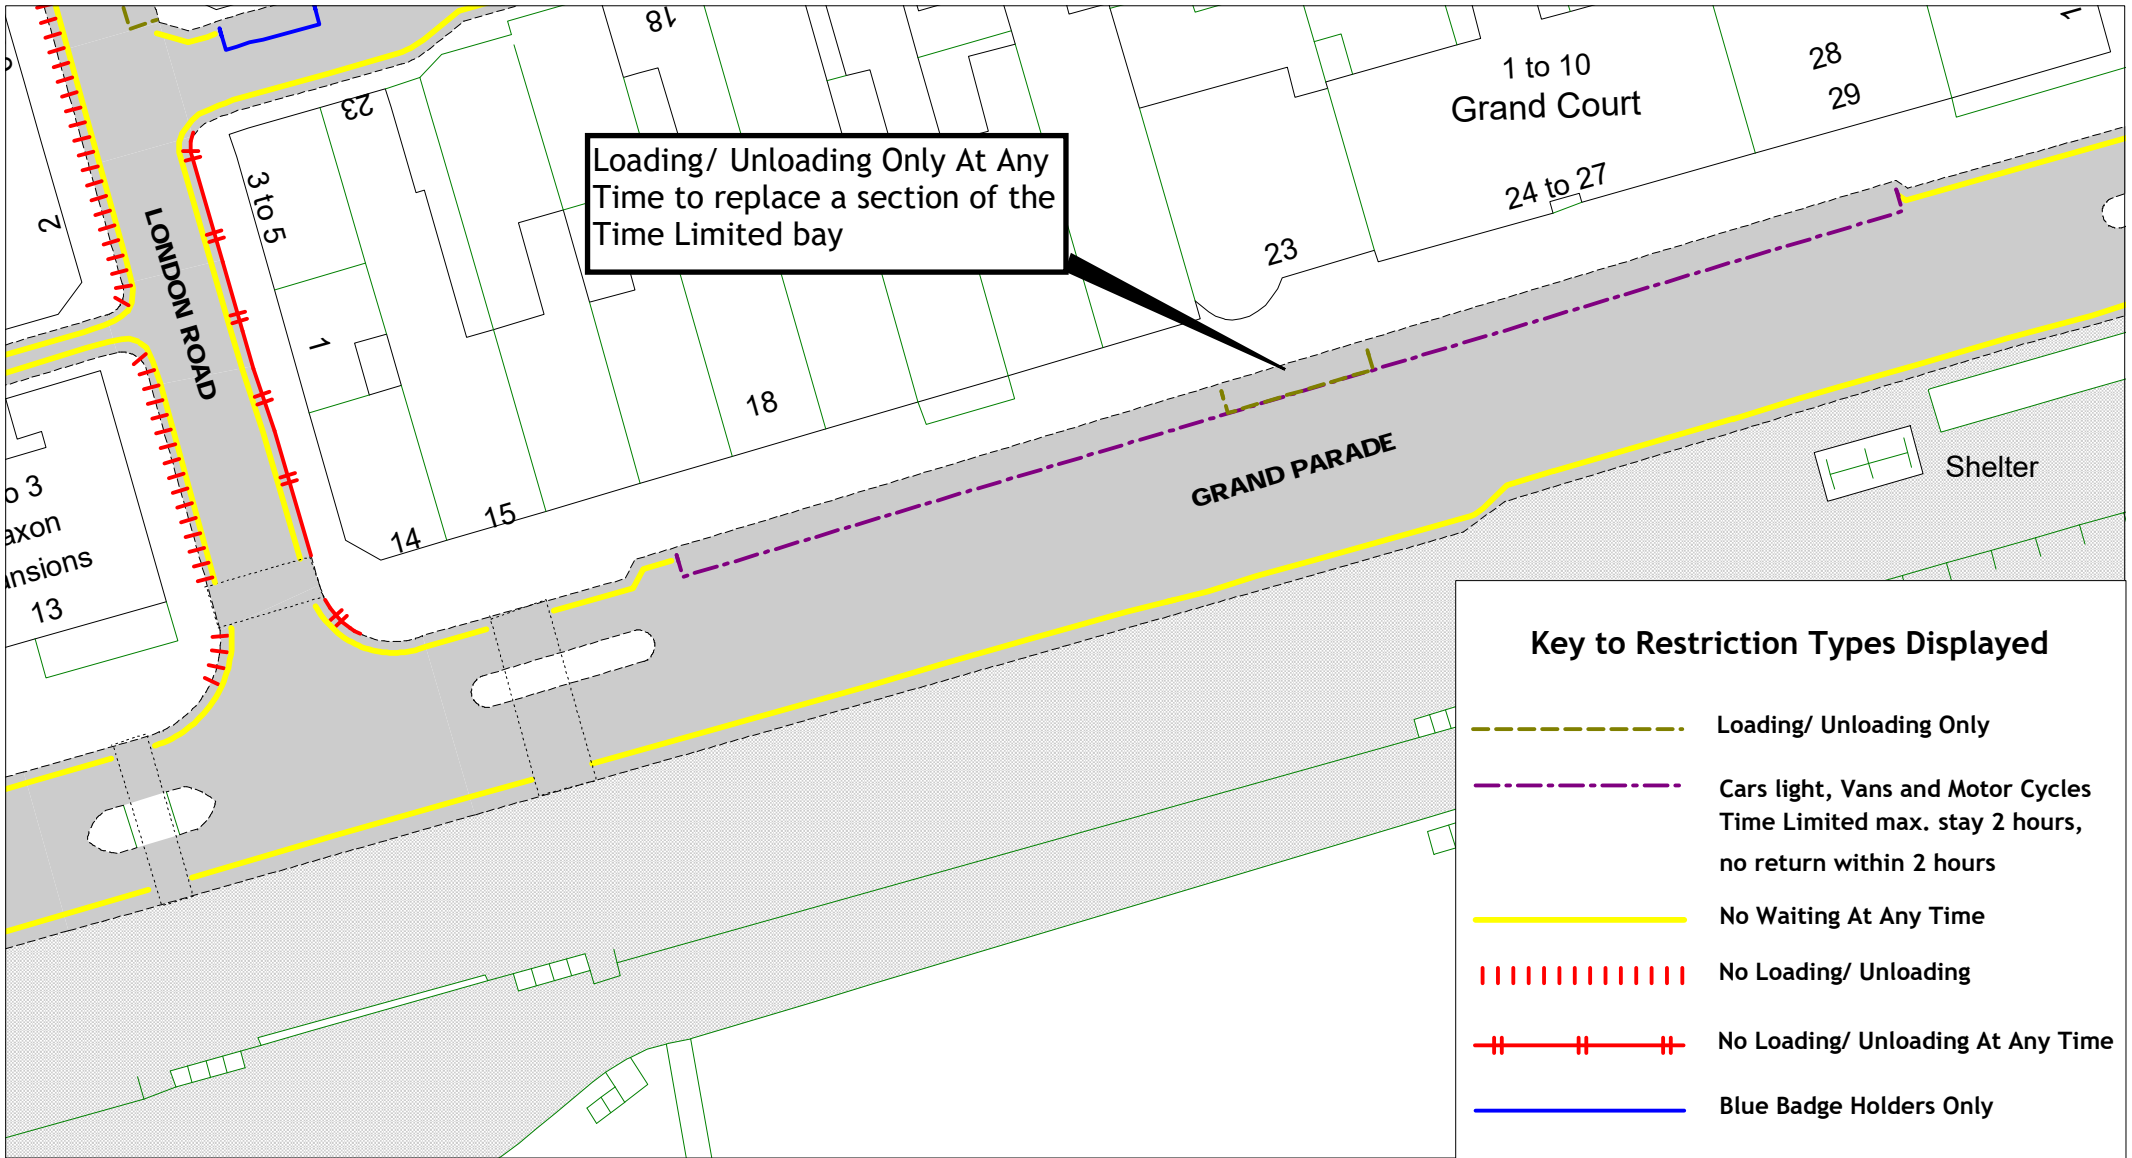 18
1 to 10
Grand Court
28
29
23
Loading/ Unloading Only At Any
Time to replace a section of the
Time Limited bay
3 to 5
2
LONDON ROAD
24 to 27
23
1
18
GRAND PARADE
15
14
Shelter
o 3
axon
ansions
13
Key to Restriction Types Displayed
Loading/ Unloading Only
Cars light, Vans and Motor Cycles
Time Limited max. stay 2 hours,
no return within 2 hours
No Waiting At Any Time
No Loading/ Unloading
No Loading/ Unloading At Any Time
Blue Badge Holders Only